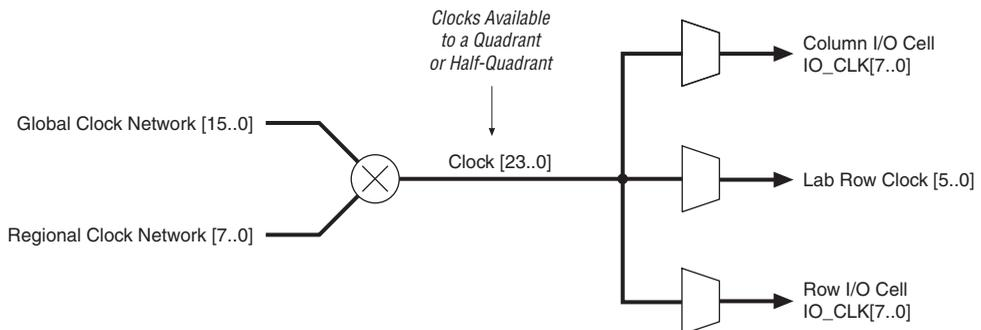 Clocks Available
to a Quadrant
or Half-Quadrant
Column I/O Cell
IO_CLK[7..0]
Global Clock Network [15..0]
Clock [23..0]
Lab Row Clock [5..0]
Regional Clock Network [7..0]
Row I/O Cell
IO_CLK[7..0]